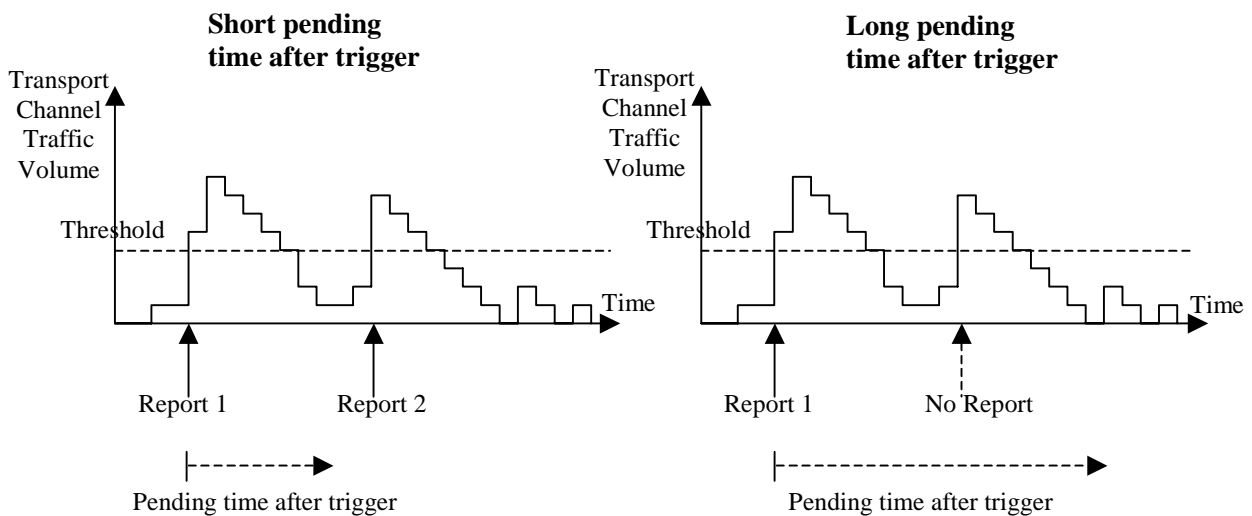 Short pending
time after trigger
Transport
Channel
Traffic
Volume
Threshold
Time
Report 1
Report 2
Pending time after trigger
Long pending
time after trigger
Transport
Channel
Traffic
Volume
Threshold
Time
Report 1
No Report
Pending time after trigger